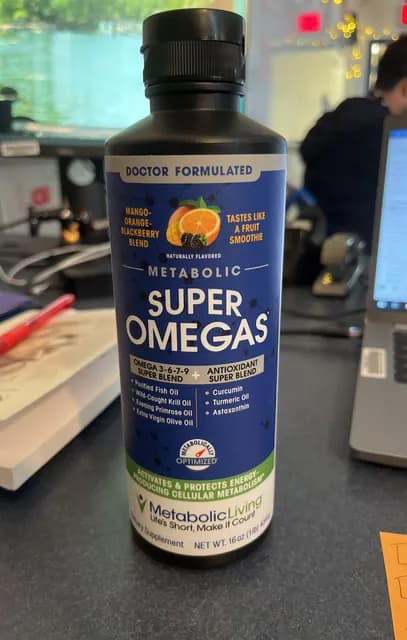 DOCTOR FORMULATED
MANGO-
ORANGE-
BLACKBERRY
BLEND
TASTES LIKE
A FRUIT
SMOOTHIE
NATURALLY FLAVORED
METABOLIC
SUPER
OMEGAS
OMEGA 3-6-7-9
SUPER BLEND
+
ANTIOXIDANT
SUPER BLEND
• Purified Fish Oil
• Wild-Caught Krill Oil
• Evening Primrose Oil
• Extra Virgin Olive Oil
• Curcumin
• Turmeric Oil
• Astaxanthin
METABOLICALLY
OPTIMIZED
ACTIVATES & PROTECTS ENERGY-
PRODUCING CELLULAR METABOLISM*
MetabolicLiving
Life's Short, Make It Count
Supplement NET WT. 16 oz (1 lb)